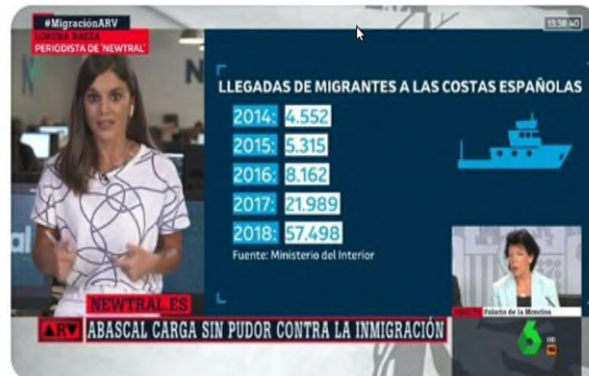 #MigraciónARV
13:58:40
LORENA BAEZA
PERIODISTA DE 'NEWTRAL'
LLEGADAS DE MIGRANTES A LAS COSTAS ESPAÑOLAS
2014: 4.552
2015: 5.315
2016: 8.162
2017: 21.989
2018: 57.498
Fuente: Ministerio del Interior
Palacio de la Moncloa
NEWTRAL.ES
ARV ABASCAL CARGA SIN PUDOR CONTRA LA INMIGRACIÓN
6
HD